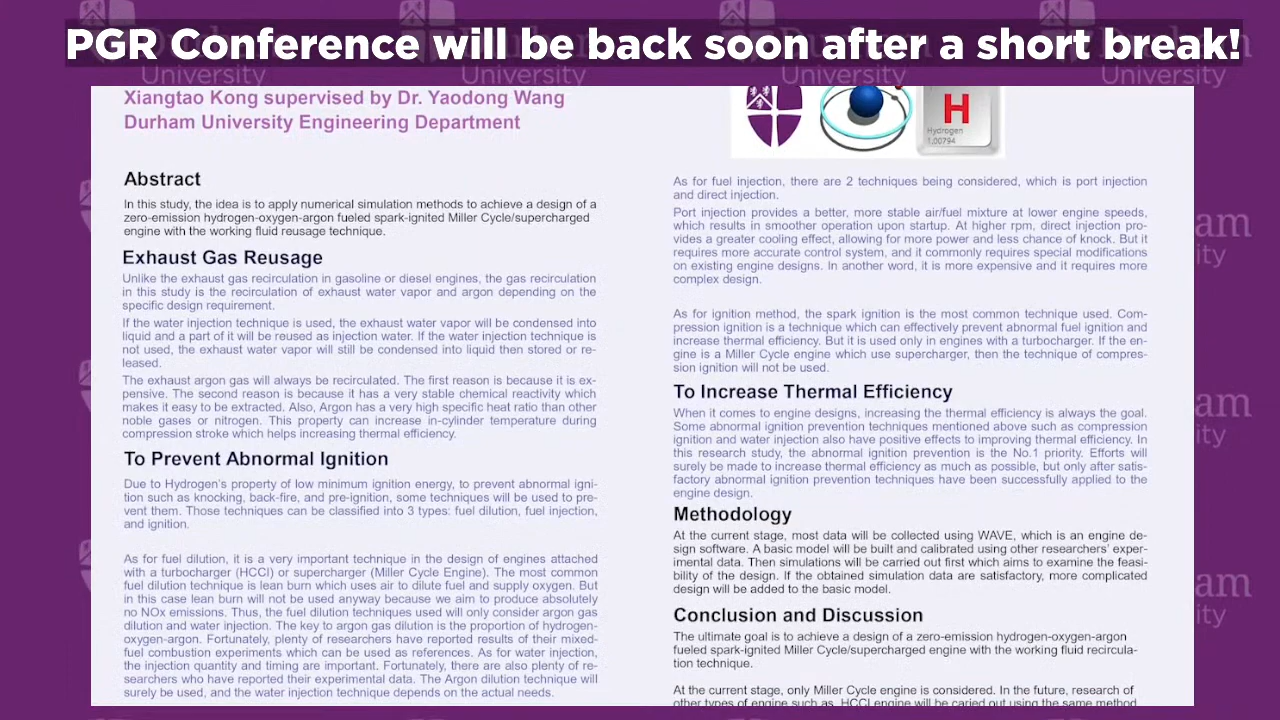 PGR Conference will be back soon after a short break!
University University University University
Xiangtao Kong supervised by Dr. Yaodong Wang
Durham University Engineering Department
Abstract
In this study, the idea is to apply numerical simulation methods to achieve a design of a
zero-emission hydrogen-oxygen-argon fueled spark-ignited Miller Cycle/supercharged
engine with the working fluid reusage technique.
Exhaust Gas Reusage
Unlike the exhaust gas recirculation in gasoline or diesel engines, the gas recirculation
in this study is the recirculation of exhaust water vapor and argon depending on the
specific design requirement.
If the water injection technique is used, the exhaust water vapor will be condensed into
liquid and a part of it will be reused as injection water. If the water injection technique is
not used, the exhaust water vapor will still be condensed into liquid then stored or re-
leased.
The exhaust argon gas will always be recirculated. The first reason is because it is ex-
pensive. The second reason is because it has a very stable chemical reactivity which
makes it easy to be extracted. Also, Argon has a very high specific heat ratio than other
noble gases or nitrogen. This property can increase in-cylinder temperature during
compression stroke which helps increasing thermal efficiency.
To Prevent Abnormal Ignition
Due to Hydrogen's property of low minimum ignition energy, to prevent abnormal igni-
tion such as knocking, back-fire, and pre-ignition, some techniques will be used to pre-
vent them. Those techniques can be classified into 3 types: fuel dilution, fuel injection,
and ignition.
As for fuel dilution, it is a very important technique in the design of engines attached
with a turbocharger (HCCI) or supercharger (Miller Cycle Engine). The most common
fuel dilution technique is lean burn which uses air to dilute fuel and supply oxygen. But
in this case lean burn will not be used anyway because we aim to produce absolutely
no NOx emissions. Thus, the fuel dilution techniques used will only consider argon gas
dilution and water injection. The key to argon gas dilution is the proportion of hydrogen-
oxygen-argon. Fortunately, plenty of researchers have reported results of their mixed-
fuel combustion experiments which can be used as references. As for water injection,
the injection quantity and timing are important. Fortunately, there are also plenty of re-
searchers who have reported their experimental data. The Argon dilution technique will
surely be used, and the water injection technique depends on the actual needs.
H
Hydrogen
1.00794
As for fuel injection, there are 2 techniques being considered, which is port injection
and direct injection.
Port injection provides a better, more stable air/fuel mixture at lower engine speeds,
which results in smoother operation upon startup. At higher rpm, direct injection pro-
vides a greater cooling effect, allowing for more power and less chance of knock. But it
requires more accurate control system, and it commonly requires special modifications
on existing engine designs. In another word, it is more expensive and it requires more
complex design.
As for ignition method, the spark ignition is the most common technique used. Com-
pression ignition is a technique which can effectively prevent abnormal fuel ignition and
increase thermal efficiency. But it is used only in engines with a turbocharger. If the en-
gine is a Miller Cycle engine which use supercharger, then the technique of compres-
sion ignition will not be used.
To Increase Thermal Efficiency
When it comes to engine designs, increasing the thermal efficiency is always the goal.
Some abnormal ignition prevention techniques mentioned above such as compression
ignition and water injection also have positive effects to improving thermal efficiency. In
this research study, the abnormal ignition prevention is the No.1 priority. Efforts will
surely be made to increase thermal efficiency as much as possible, but only after satis-
factory abnormal ignition prevention techniques have been successfully applied to the
engine design.
Methodology
At the current stage, most data will be collected using WAVE, which is an engine de-
sign software. A basic model will be built and calibrated using other researchers' exper-
imental data. Then simulations will be carried out first which aims to examine the feasi-
bility of the design. If the obtained simulation data are satisfactory, more complicated
design will be added to the basic model.
Conclusion and Discussion
The ultimate goal is to achieve a design of a zero-emission hydrogen-oxygen-argon
fueled spark-ignited Miller Cycle/supercharged engine with the working fluid recircula-
tion technique.
At the current stage, only Miller Cycle engine is considered. In the future, research of
other types of engine such as, HCCI engine will be caried out using the same method